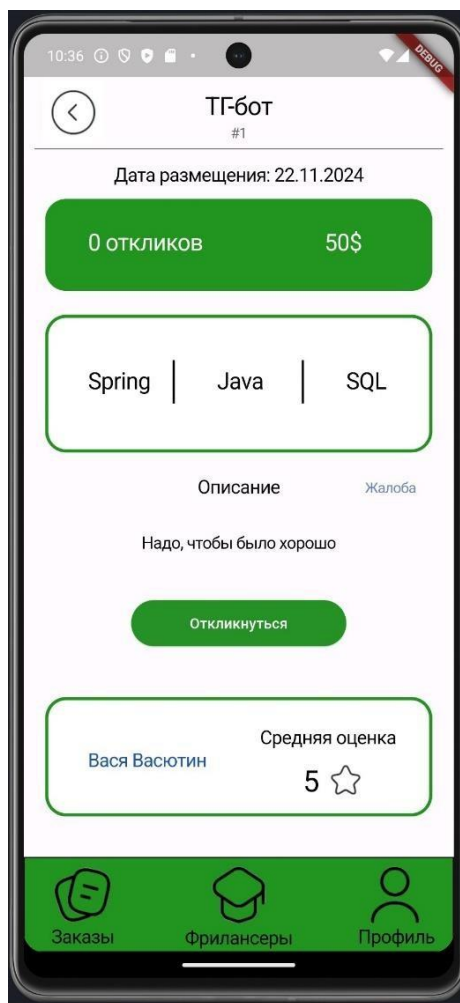 10:36
DEBUG
ТГ-бот
#1
Дата размещения: 22.11.2024
0 откликов 50$
Spring Java SQL
Описание Жалоба
Надо, чтобы было хорошо
Откликнуться
Средняя оценка
Вася Васютин
5
Заказы Фрилансеры Профиль